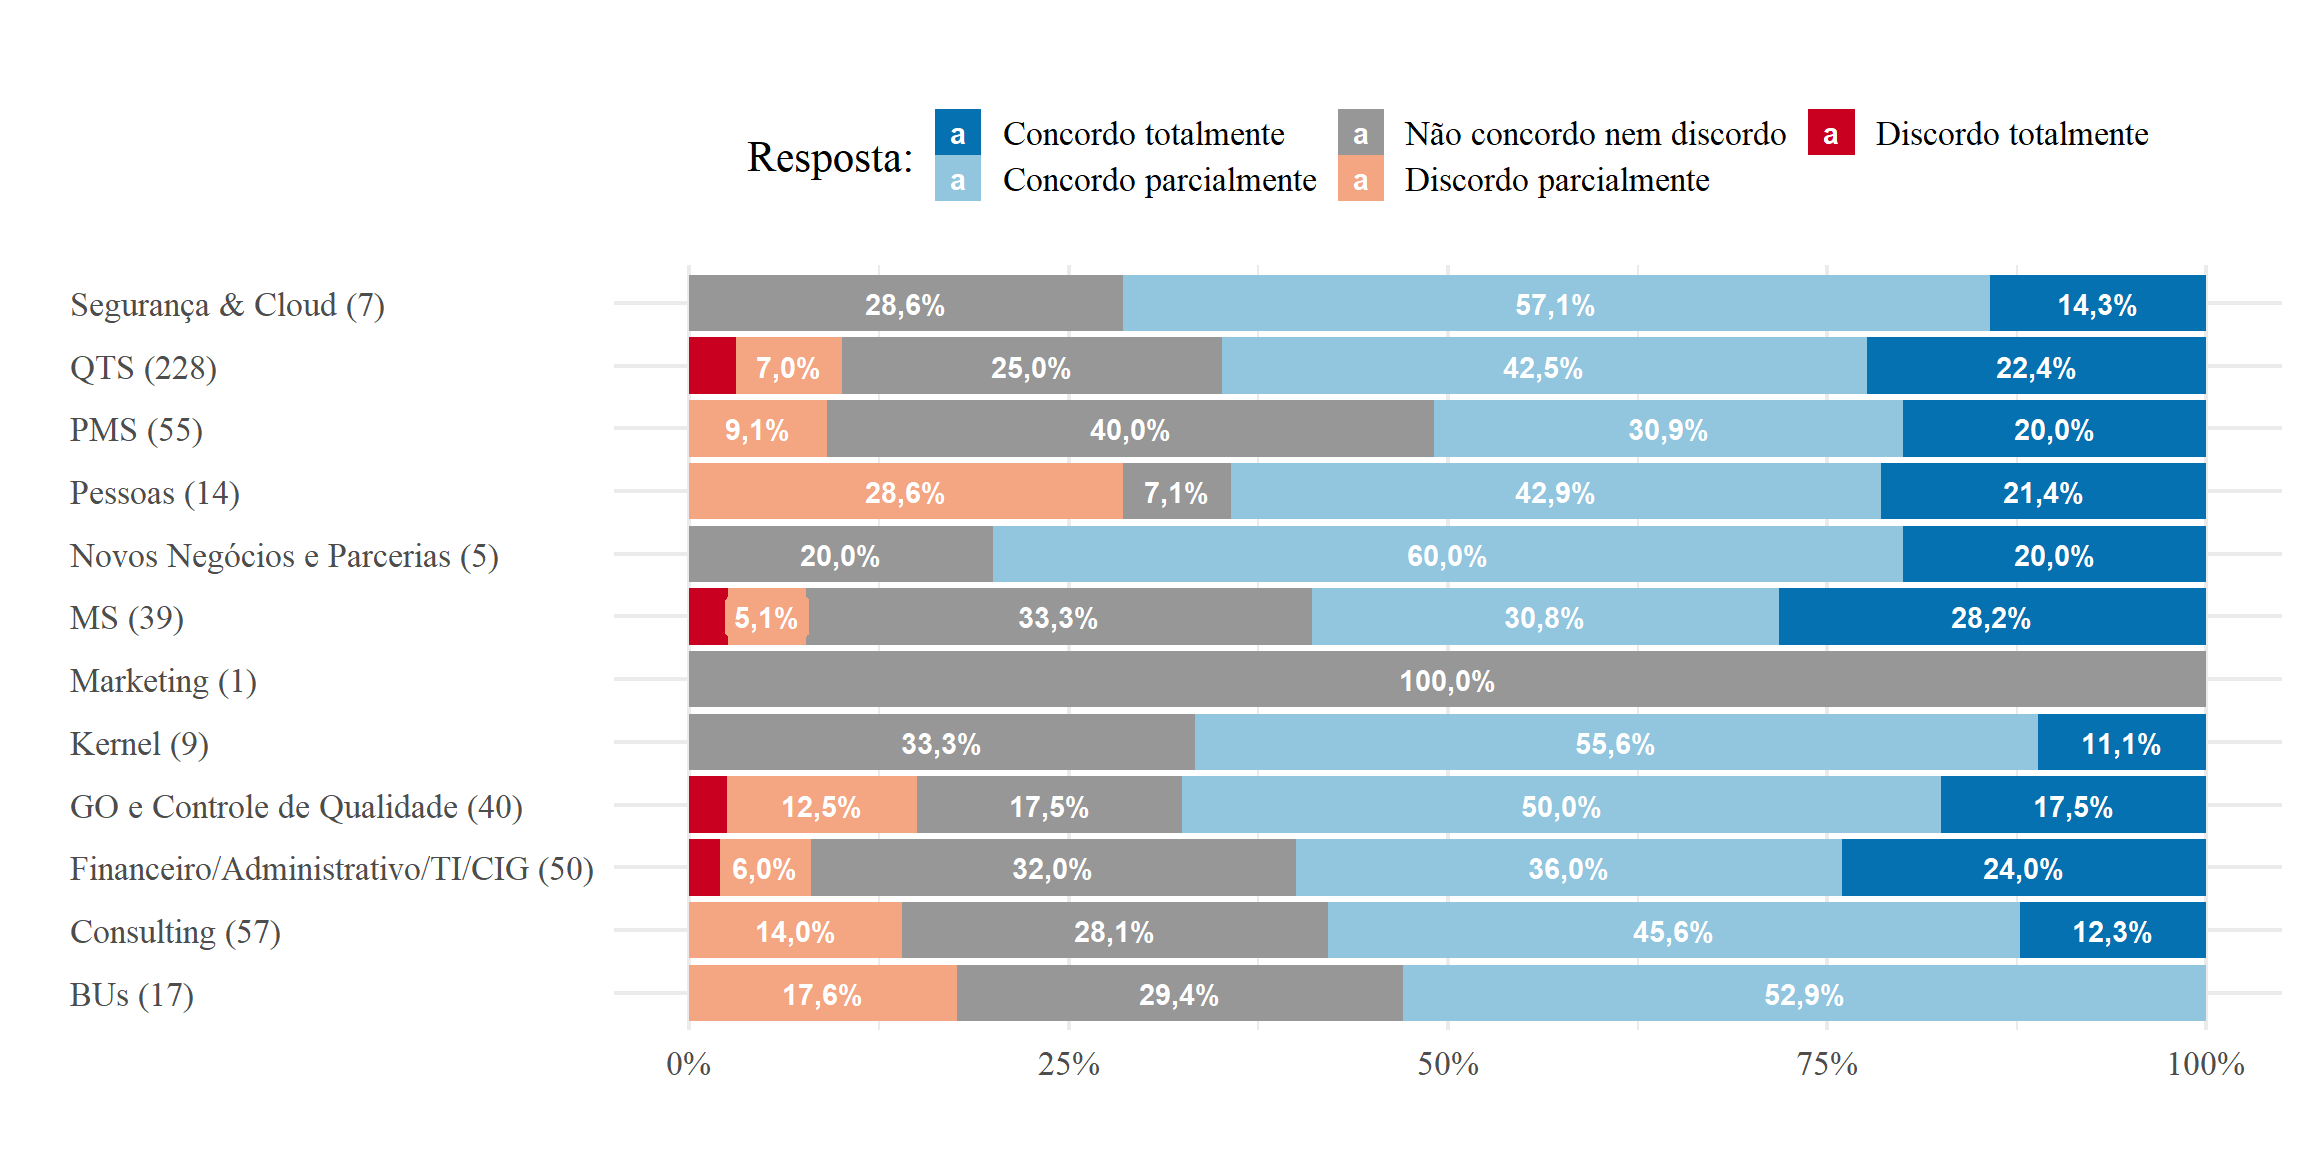 Resposta:
a Concordo totalmente a Não concordo nem discordo a Discordo totalmente
a Concordo parcialmente a Discordo parcialmente
Segurança & Cloud (7) 28,6% 57,1% 14,3%
QTS (228) 7,0% 25,0% 42,5% 22,4%
PMS (55) 9,1% 40,0% 30,9% 20,0%
Pessoas (14) 28,6% 7,1% 42,9% 21,4%
Novos Negócios e Parcerias (5) 20,0% 60,0% 20,0%
MS (39) 5,1% 33,3% 30,8% 28,2%
Marketing (1) 100,0%
Kernel (9) 33,3% 55,6% 11,1%
GO e Controle de Qualidade (40) 12,5% 17,5% 50,0% 17,5%
Financeiro/Administrativo/TI/CIG (50) 6,0% 32,0% 36,0% 24,0%
Consulting (57) 14,0% 28,1% 45,6% 12,3%
BUs (17) 17,6% 29,4% 52,9%
0% 25% 50% 75% 100%